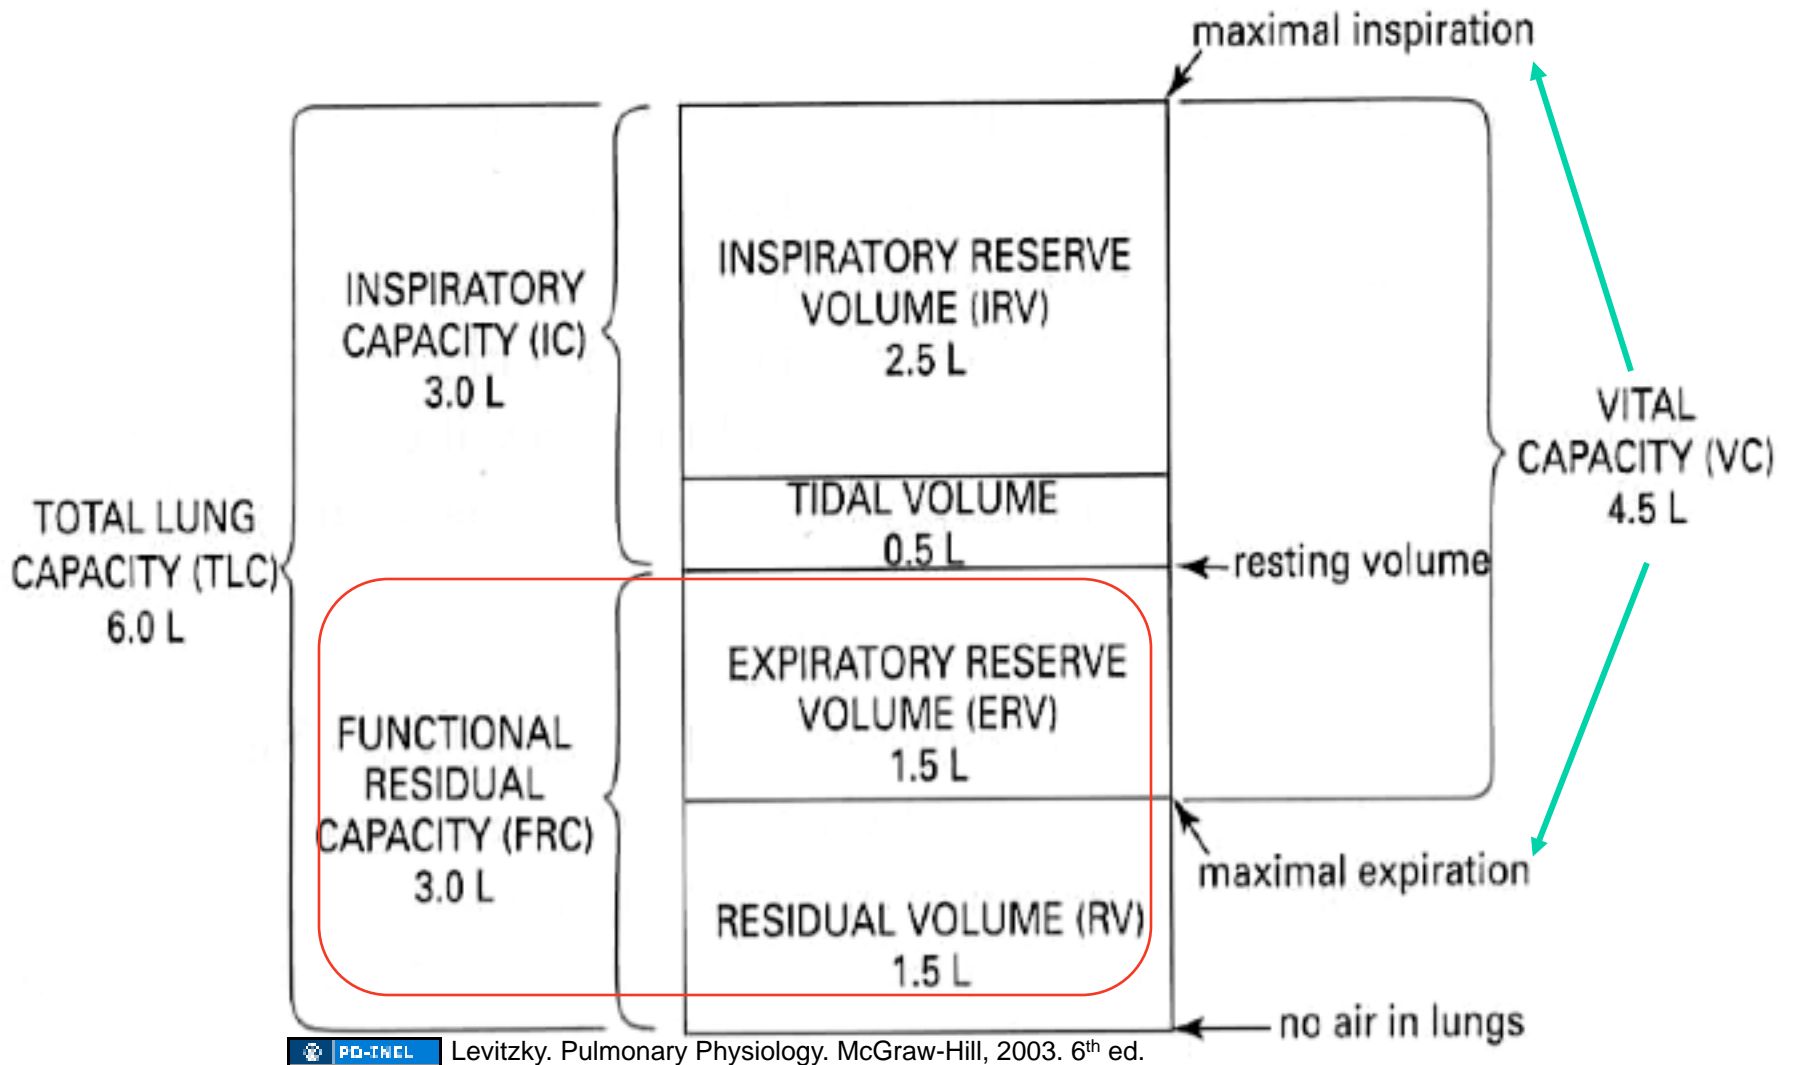 maximal inspiration
INSPIRATORY RESERVE
VOLUME (IRV)
2.5 L
INSPIRATORY
CAPACITY (IC)
3.0 L
TIDAL VOLUME
0.5 L
VITAL
CAPACITY (VC)
4.5 L
TOTAL LUNG
CAPACITY (TLC)
6.0 L
resting volume
EXPIRATORY RESERVE
VOLUME (ERV)
1.5 L
FUNCTIONAL
RESIDUAL
CAPACITY (FRC)
3.0 L
maximal expiration
RESIDUAL VOLUME (RV)
1.5 L
no air in lungs
PD-INEL
Levitzky. Pulmonary Physiology. McGraw-Hill, 2003. 6th ed.